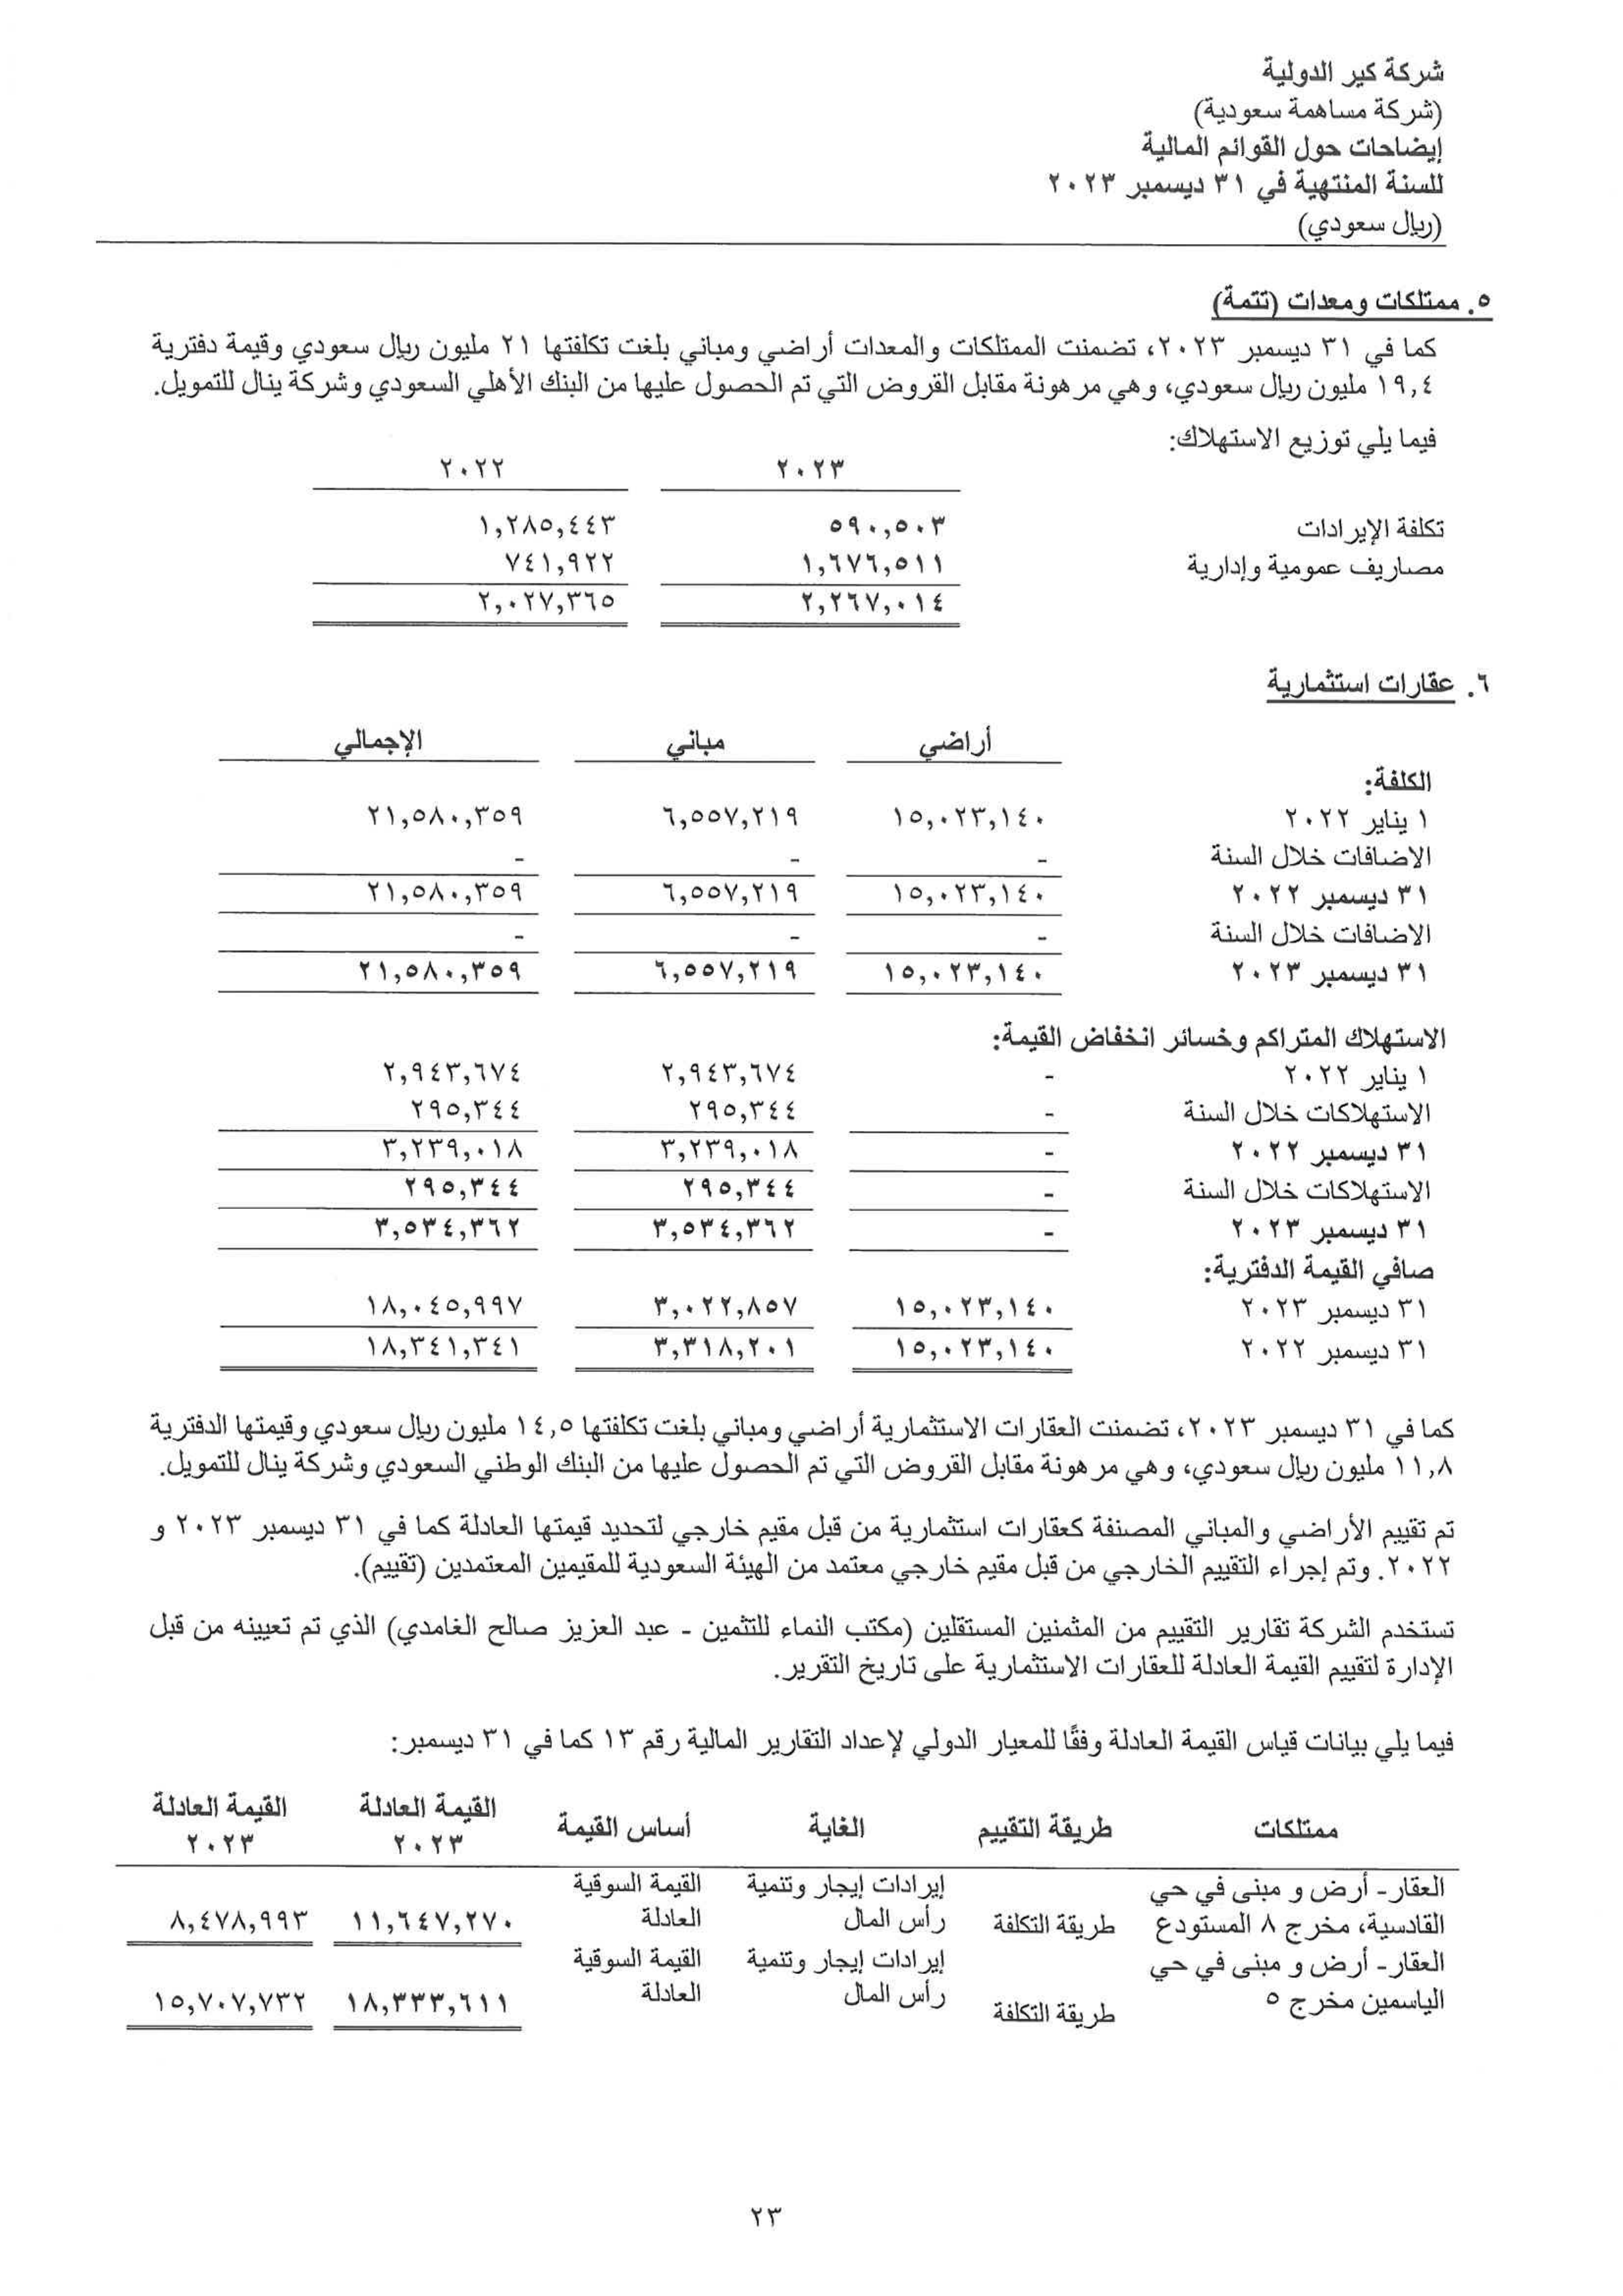 شركة كير الدولية
(شركة مساهمة سعودية)
إيضاحات حول القوائم المالية
للسنة المنتهية في ٣١ ديسمبر ٢٠٢٣
(ريال سعودي)
٥. ممتلكات ومعدات (تتمة)
كما في ٣١ ديسمبر ٢٠٢٣، تضمنت الممتلكات والمعدات أراضي ومباني بلغت تكلفتها ٢١ مليون ريال سعودي وقيمة دفترية
١٩,٤ مليون ريال سعودي، وهي مرهونة مقابل القروض التي تم الحصول عليها من البنك الأهلي السعودي وشركة ينال للتمويل.
فيما يلي توزيع الاستهلاك:
٢٠٢٣ ٢٠٢٢
تكلفة الإيرادات ٥٩٠,٥٠٣ ١,٢٨٥,٤٤٣
مصاريف عمومية وإدارية ١,٦٧٦,٥١١ ٧٤١,٩٢٢
٢,٢٦٧,٠١٤ ٢,٠٢٧,٣٦٥
٦. عقارات استثمارية
أراضي مباني الإجمالي
الكلفة:
١ يناير ٢٠٢٢ ١٥,٠٢٣,١٤٠ ٦,٥٥٧,٢١٩ ٢١,٥٨٠,٣٥٩
الاضافات خلال السنة - - -
٣١ ديسمبر ٢٠٢٢ ١٥,٠٢٣,١٤٠ ٦,٥٥٧,٢١٩ ٢١,٥٨٠,٣٥٩
الاضافات خلال السنة - - -
٣١ ديسمبر ٢٠٢٣ ١٥,٠٢٣,١٤٠ ٦,٥٥٧,٢١٩ ٢١,٥٨٠,٣٥٩
الاستهلاك المتراكم وخسائر انخفاض القيمة:
١ يناير ٢٠٢٢ - ٢,٩٤٣,٦٧٤ ٢,٩٤٣,٦٧٤
الاستهلاكات خلال السنة - ٢٩٥,٣٤٤ ٢٩٥,٣٤٤
٣١ ديسمبر ٢٠٢٢ - ٣,٢٣٩,٠١٨ ٣,٢٣٩,٠١٨
الاستهلاكات خلال السنة - ٢٩٥,٣٤٤ ٢٩٥,٣٤٤
٣١ ديسمبر ٢٠٢٣ - ٣,٥٣٤,٣٦٢ ٣,٥٣٤,٣٦٢
صافي القيمة الدفترية:
٣١ ديسمبر ٢٠٢٣ ١٥,٠٢٣,١٤٠ ٣,٠٢٢,٨٥٧ ١٨,٠٤٥,٩٩٧
٣١ ديسمبر ٢٠٢٢ ١٥,٠٢٣,١٤٠ ٣,٣١٨,٢٠١ ١٨,٣٤١,٣٤١
كما في ٣١ ديسمبر ٢٠٢٣، تضمنت العقارات الاستثمارية أراضي ومباني بلغت تكلفتها ١٤,٥ مليون ريال سعودي وقيمتها الدفترية
١١,٨ مليون ريال سعودي، وهي مرهونة مقابل القروض التي تم الحصول عليها من البنك الوطني السعودي وشركة ينال للتمويل.
تم تقييم الأراضي والمباني المصنفة كعقارات استثمارية من قبل مقيم خارجي لتحديد قيمتها العادلة كما في ٣١ ديسمبر ٢٠٢٣ و
٢٠٢٢. وتم إجراء التقييم الخارجي من قبل مقيم خارجي معتمد من الهيئة السعودية للمقيمين المعتمدين (تقييم).
تستخدم الشركة تقارير التقييم من المثمنين المستقلين (مكتب النماء للتثمين - عبد العزيز صالح الغامدي) الذي تم تعيينه من قبل
الإدارة لتقييم القيمة العادلة للعقارات الاستثمارية على تاريخ التقرير.
فيما يلي بيانات قياس القيمة العادلة وفقًا للمعيار الدولي لإعداد التقارير المالية رقم ١٣ كما في ٣١ ديسمبر:
القيمة العادلة القيمة العادلة
ممتلكات طريقة التقييم الغاية أساس القيمة ٢٠٢٣ ٢٠٢٣
العقار- أرض و مبنى في حي إيرادات إيجار وتنمية القيمة السوقية
القادسية، مخرج ٨ المستودع طريقة التكلفة رأس المال العادلة ١١,٦٤٧,٢٧٠ ٨,٤٧٨,٩٩٣
العقار- أرض و مبنى في حي إيرادات إيجار وتنمية القيمة السوقية
الياسمين مخرج ٥ طريقة التكلفة رأس المال العادلة ١٨,٣٣٣,٦١١ ١٥,٧٠٧,٧٣٢
٢٣